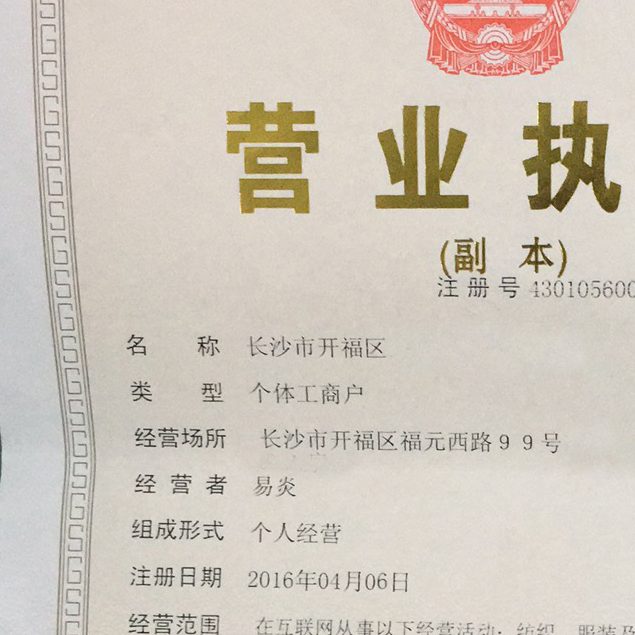 营业执
(副 本)
注册号 430105600
名 称 长沙市开福区
类 型 个体工商户
经营场所 长沙市开福区福元西路99号
经营者 易炎
组成形式 个人经营
注册日期 2016年04月06日
经营范围 在互联网从事以下经营活动：纺织、服装及